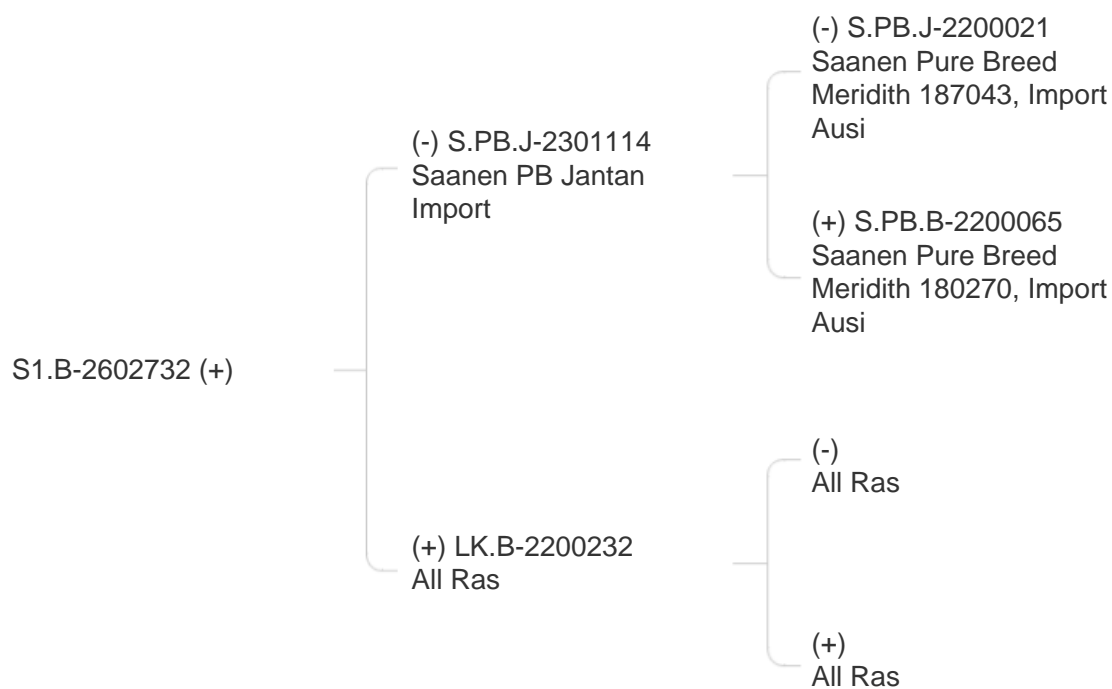 (-) S.PB.J-2200021
Saanen Pure Breed
Meridith 187043, Import
Ausi
(-) S.PB.J-2301114
Saanen PB Jantan
Import
(+) S.PB.B-2200065
Saanen Pure Breed
Meridith 180270, Import
Ausi
S1.B-2602732 (+)
(-)
All Ras
(+) LK.B-2200232
All Ras
(+)
All Ras